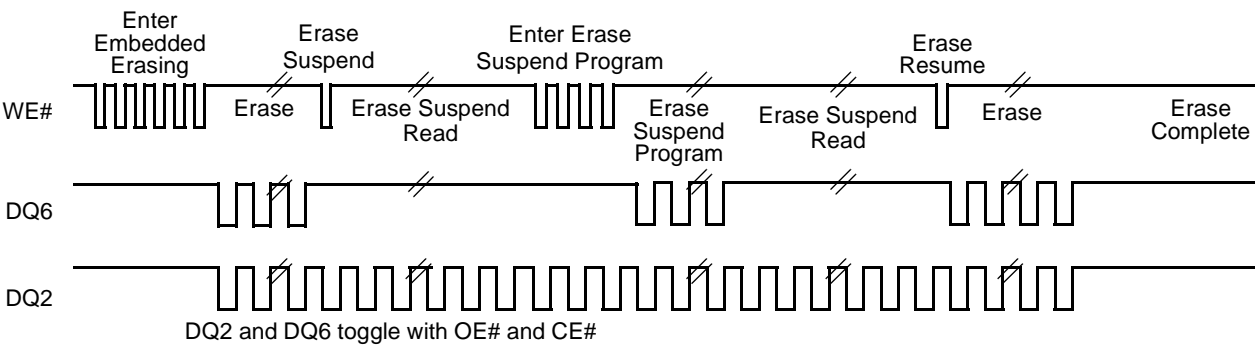 Enter
Embedded
Erasing
Erase
Suspend
Enter Erase
Suspend Program
Erase
Resume
WE#
Erase
Erase Suspend
Read
Erase
Suspend
Program
Erase Suspend
Read
Erase
Erase
Complete
DQ6
DQ2
DQ2 and DQ6 toggle with OE# and CE#